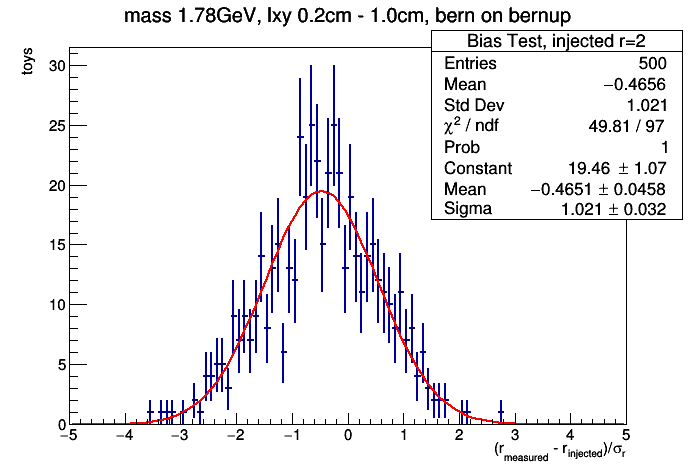 mass 1.78GeV, lxy 0.2cm - 1.0cm, bern on bernup
Bias Test, injected r=2
Entries 500
Mean −0.4656
Std Dev 1.021
χ² / ndf 49.81 / 97
Prob 1
Constant 19.46 ± 1.07
Mean −0.4651 ± 0.0458
Sigma 1.021 ± 0.032
toys
30
25
20
15
10
5
0
−5 −4 −3 −2 −1 0 1 2 3 4 5
(r_measured - r_injected)/σ_r